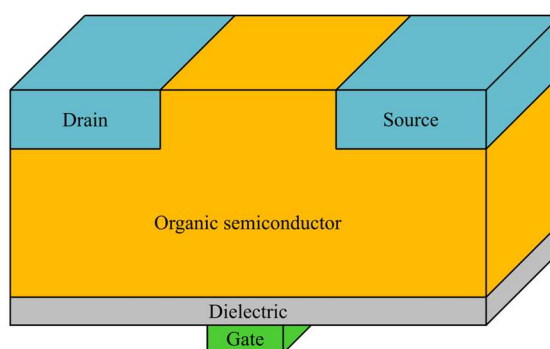 Drain
Source
Organic semiconductor
Dielectric
Gate